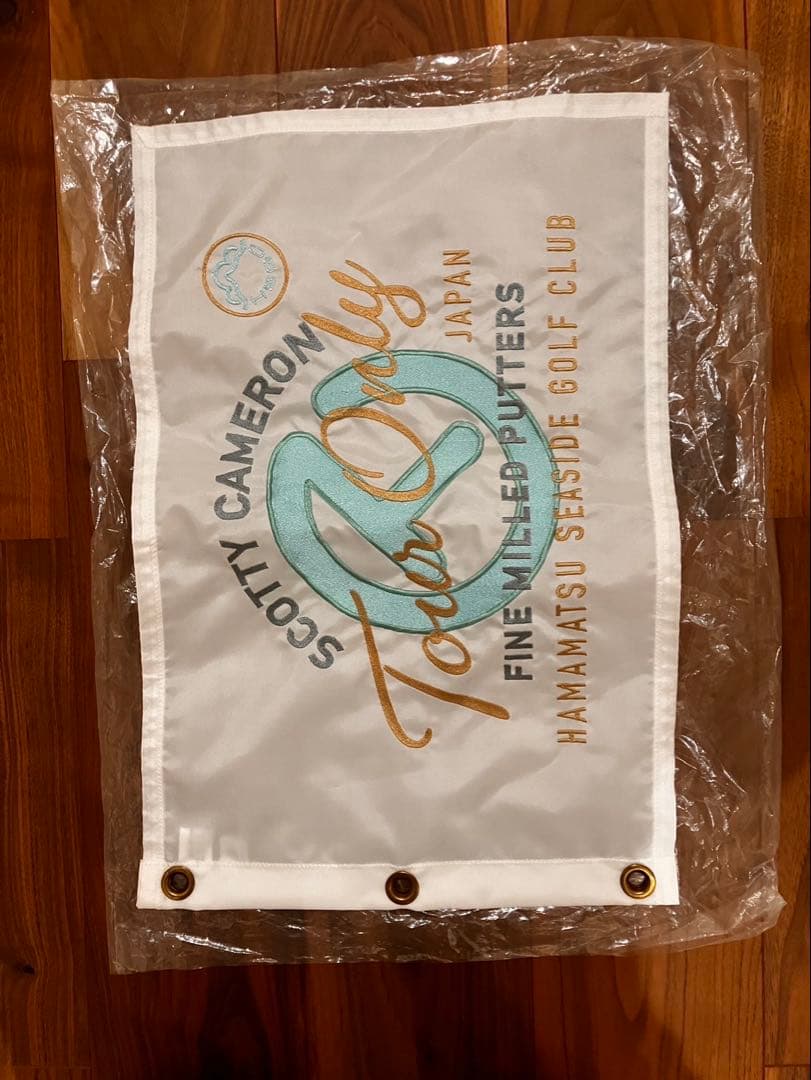 SCOTTY CAMERON
Tour Only
JAPAN
FINE MILLED PUTTERS
HAMAMATSU SEASIDE GOLF CLUB